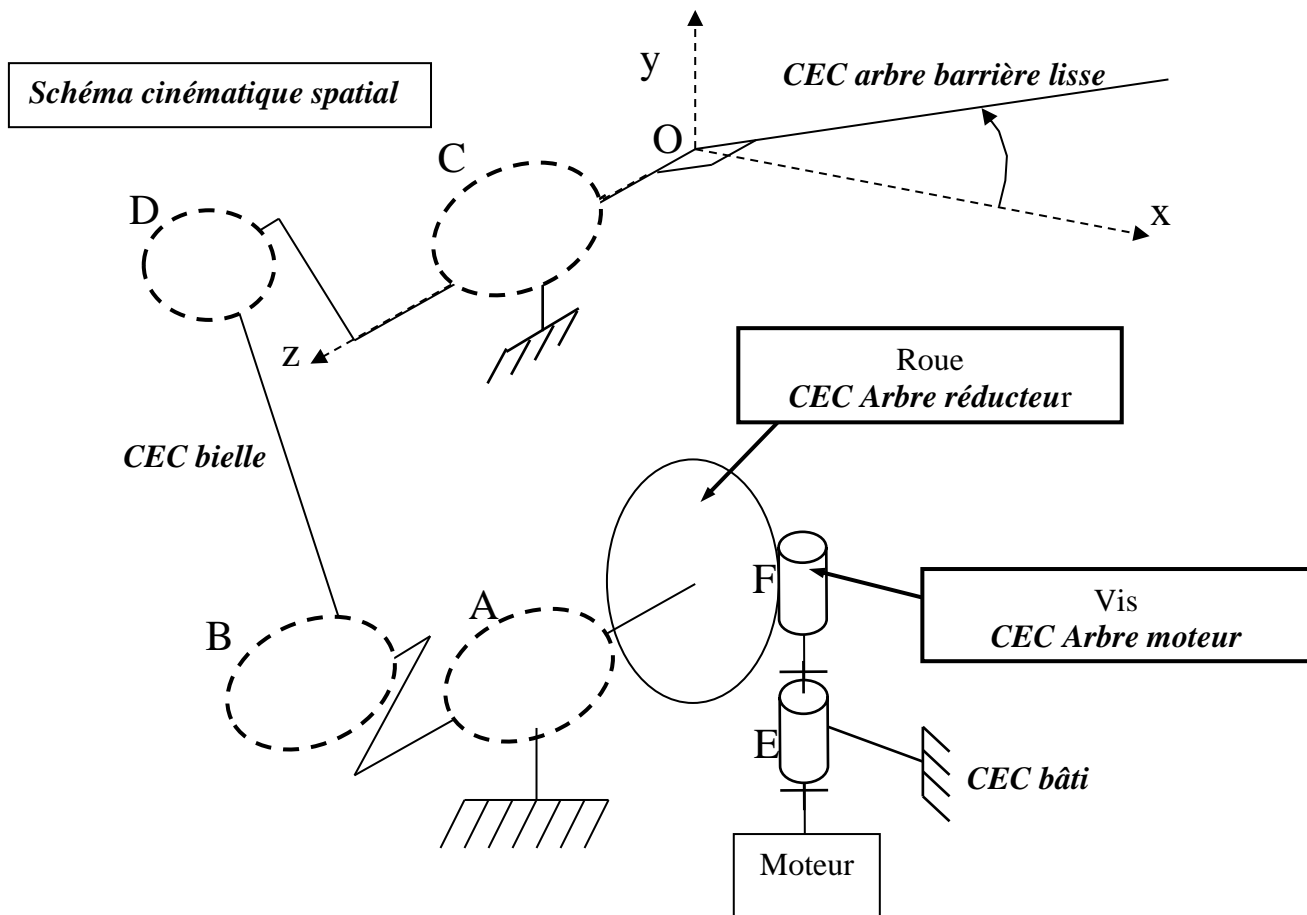 y
CEC arbre barrière lisse
Schéma cinématique spatial
O
C
D
x
z
Roue
CEC Arbre réducteur
CEC bielle
F
A
B
Vis
CEC Arbre moteur
E
CEC bâti
Moteur